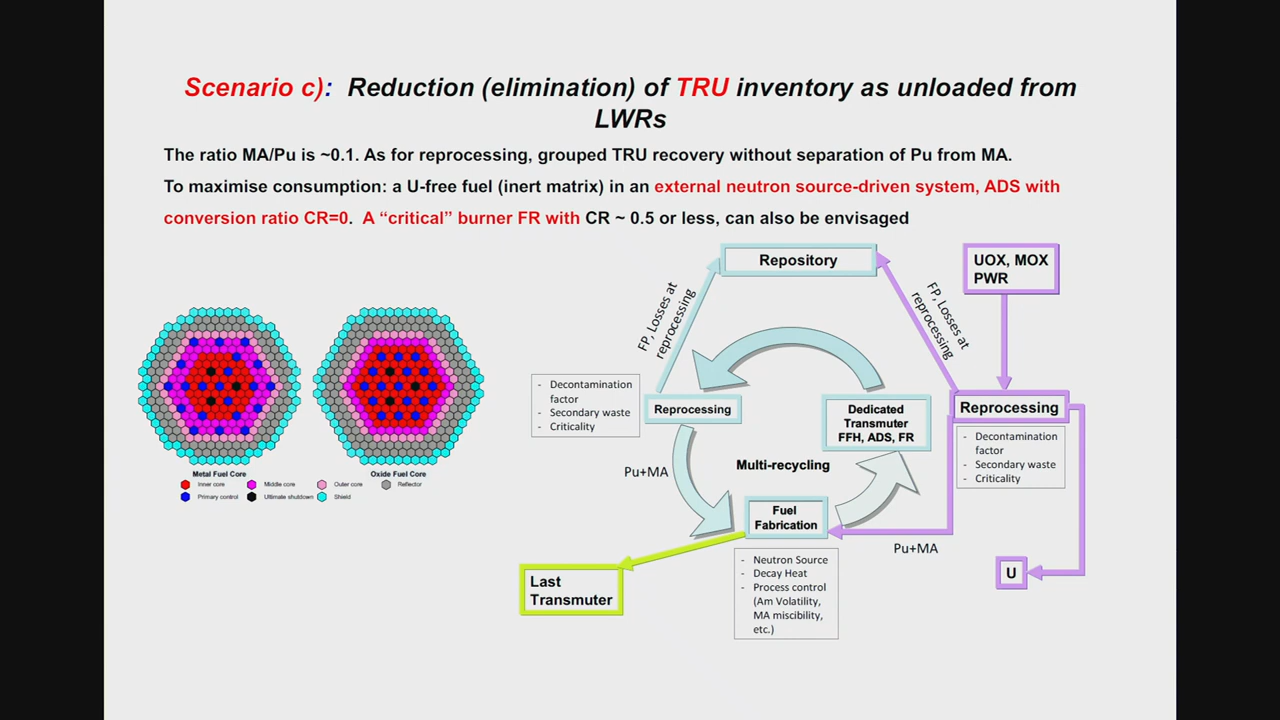 Scenario c): Reduction (elimination) of TRU inventory as unloaded from
LWRs
The ratio MA/Pu is ~0.1. As for reprocessing, grouped TRU recovery without separation of Pu from MA.
To maximise consumption: a U-free fuel (inert matrix) in an external neutron source-driven system, ADS with
conversion ratio CR=0. A “critical” burner FR with CR ~ 0.5 or less, can also be envisaged
Metal Fuel Core
Oxide Fuel Core
Inner core
Middle core
Outer core
Reflector
Primary control
Ultimate shutdown
Shield
Repository
UOX, MOX
PWR
FP, Losses at
reprocessing
FP, Losses at
reprocessing
- Decontamination
factor
- Secondary waste
- Criticality
Reprocessing
Dedicated
Transmuter
FFH, ADS, FR
Reprocessing
- Decontamination
factor
- Secondary waste
- Criticality
Multi-recycling
Pu+MA
Fuel
Fabrication
Pu+MA
- Neutron Source
- Decay Heat
- Process control
(Am Volatility,
MA miscibility,
etc.)
Last
Transmuter
U